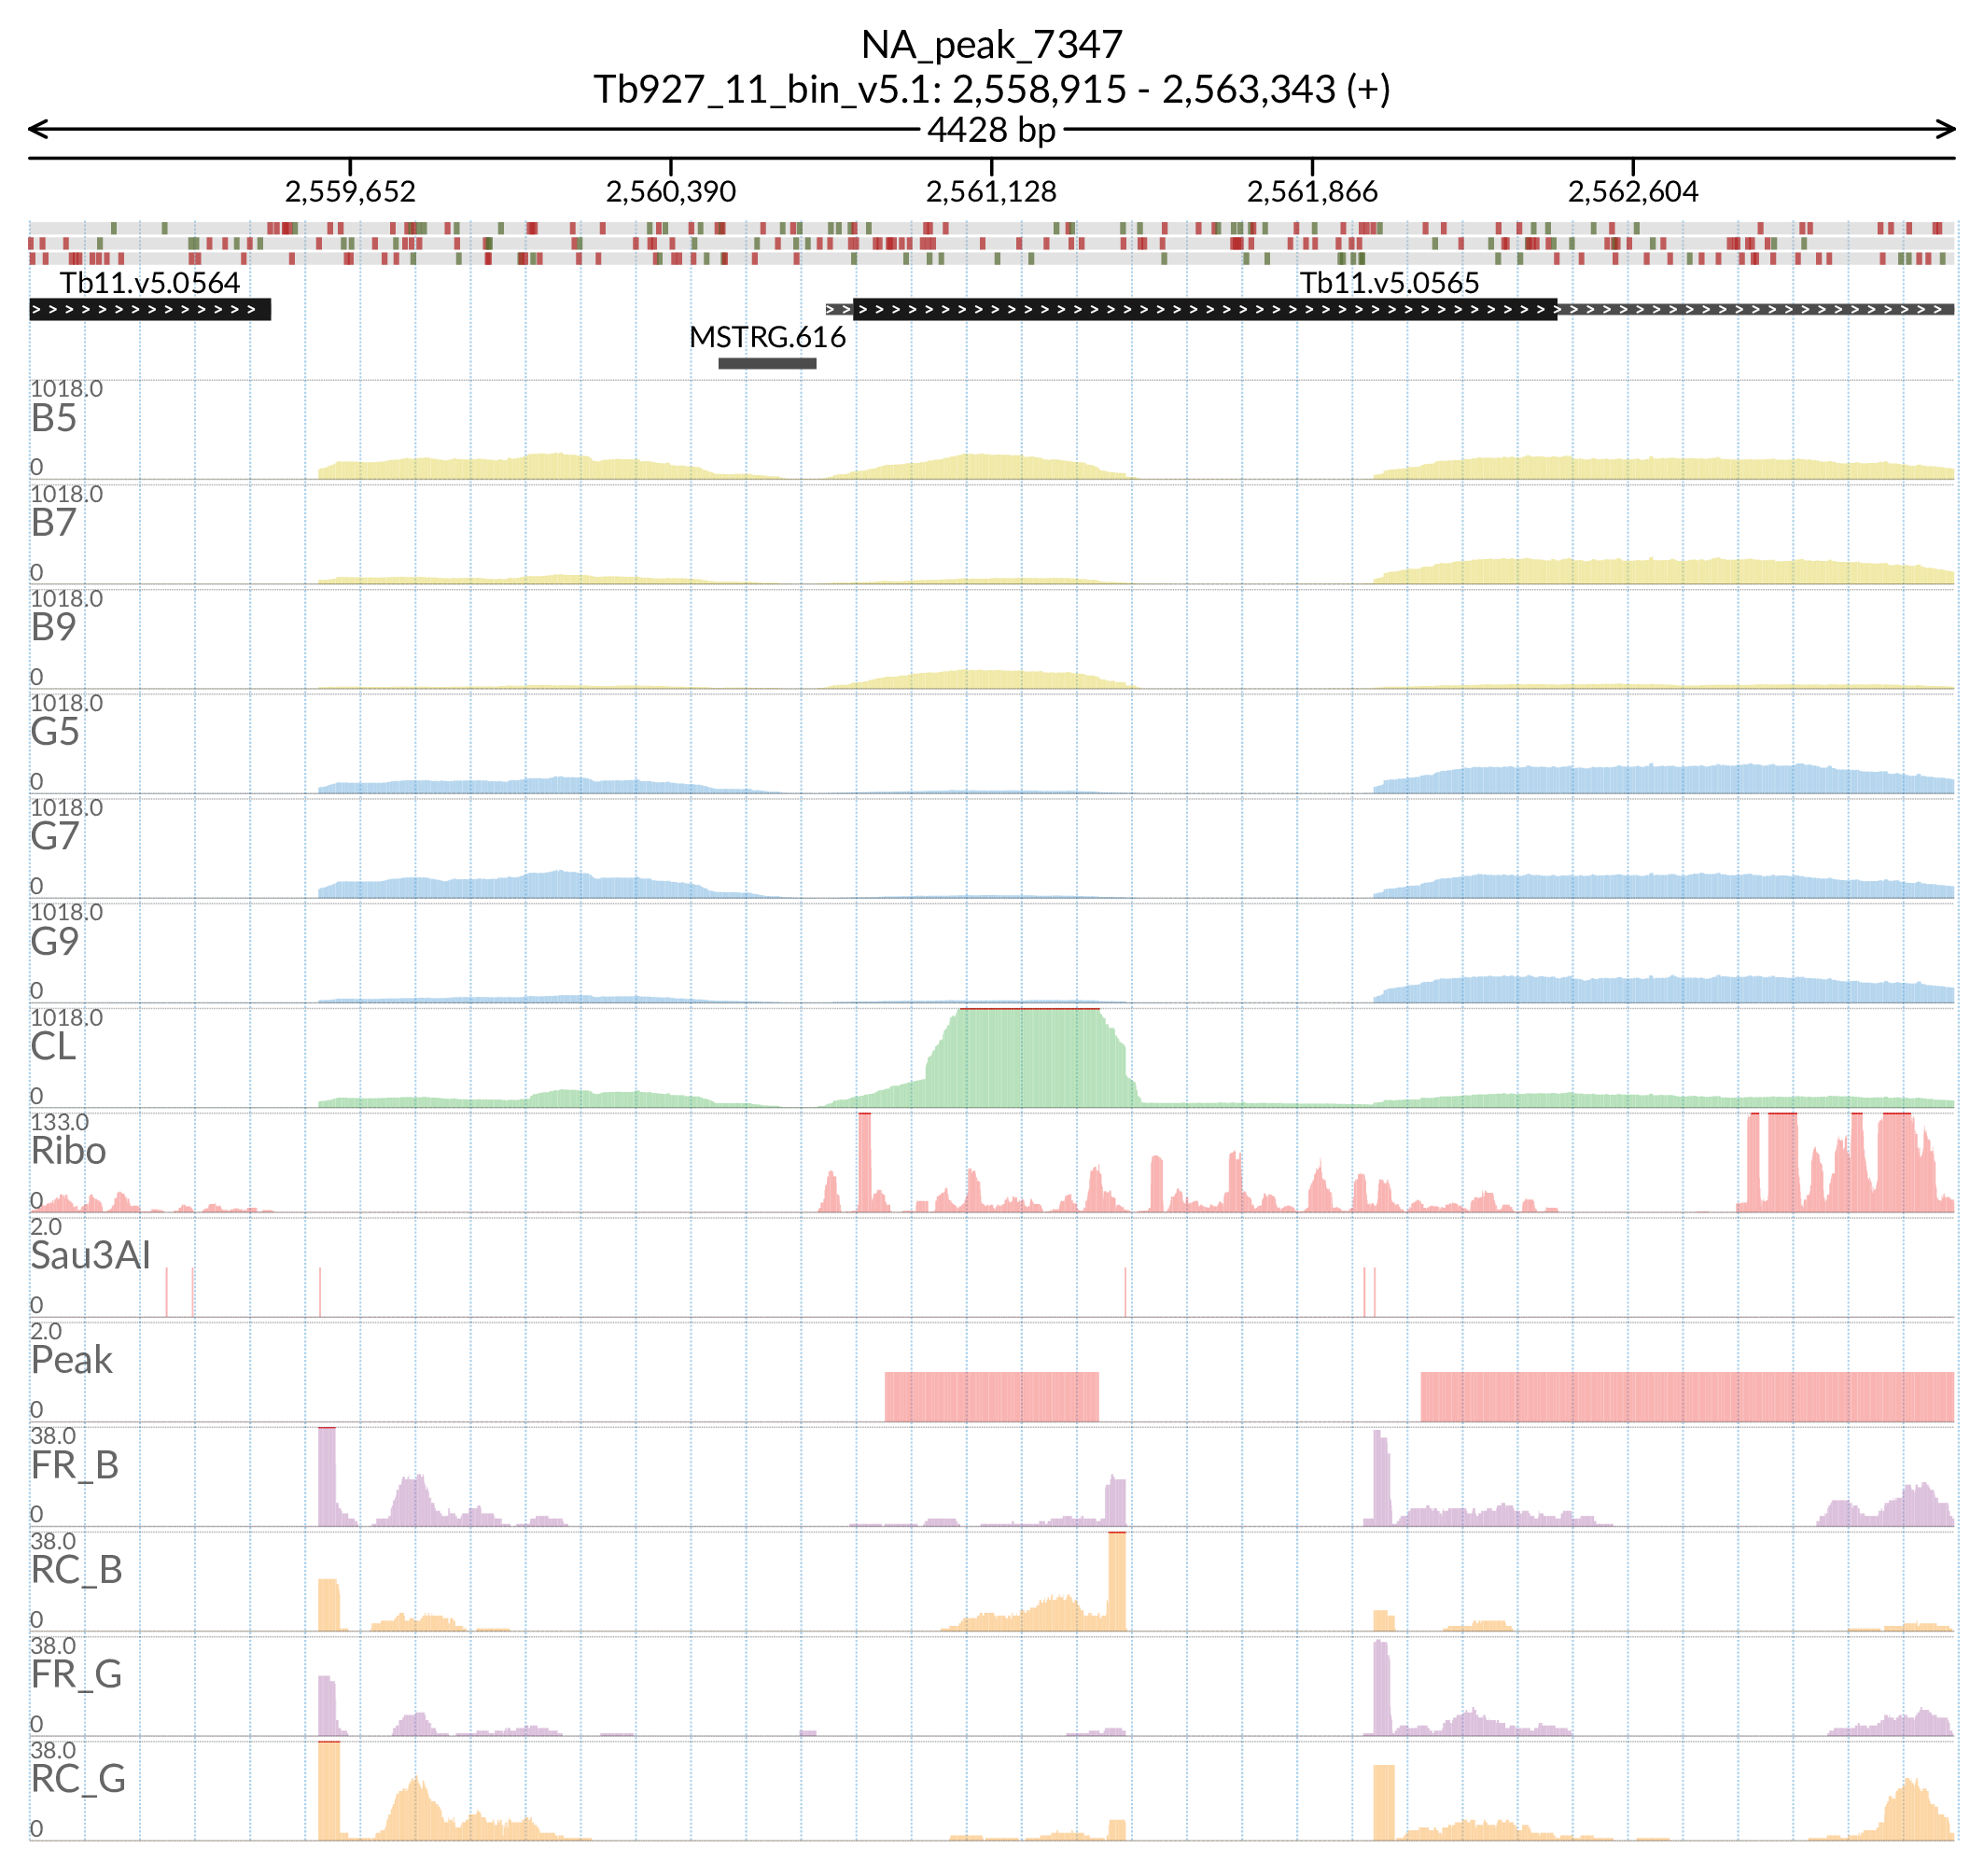 NA_peak_7347
Tb927_11_bin_v5.1: 2,558,915 - 2,563,343 (+)
4428 bp
2,559,652 2,560,390 2,561,128 2,561,866 2,562,604
Tb11.v5.0564 Tb11.v5.0565
MSTRG.616
1018.0
B5
0
1018.0
B7
0
1018.0
B9
0
1018.0
G5
0
1018.0
G7
0
1018.0
G9
0
1018.0
CL
0
133.0
Ribo
0
2.0
Sau3AI
0
2.0
Peak
0
38.0
FR_B
0
38.0
RC_B
0
38.0
FR_G
0
38.0
RC_G
0